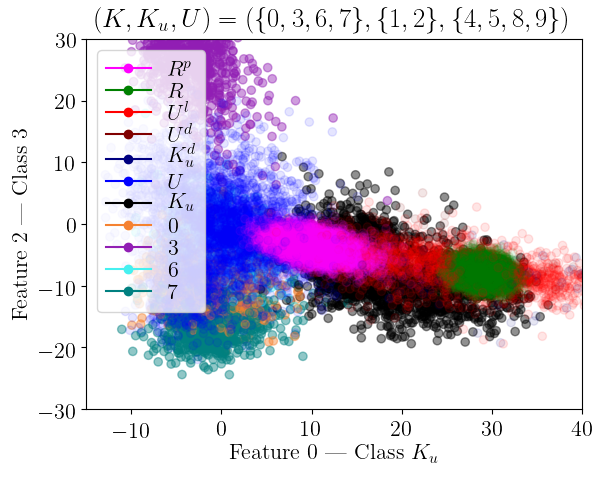 (K, K_u, U) = ({0, 3, 6, 7}, {1, 2}, {4, 5, 8, 9})
30
20
10
0
−10
−20
−30
Feature 2 — Class 3
R^p
R
U^l
U^d
K_u^d
U
K_u
0
3
6
7
−10
0
10
20
30
40
Feature 0 — Class K_u